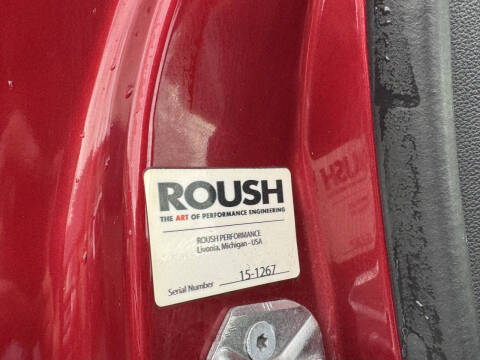 ROUSH
THE ART OF PERFORMANCE ENGINEERING
ROUSH PERFORMANCE
Livonia, Michigan - USA
Serial Number 15-1267